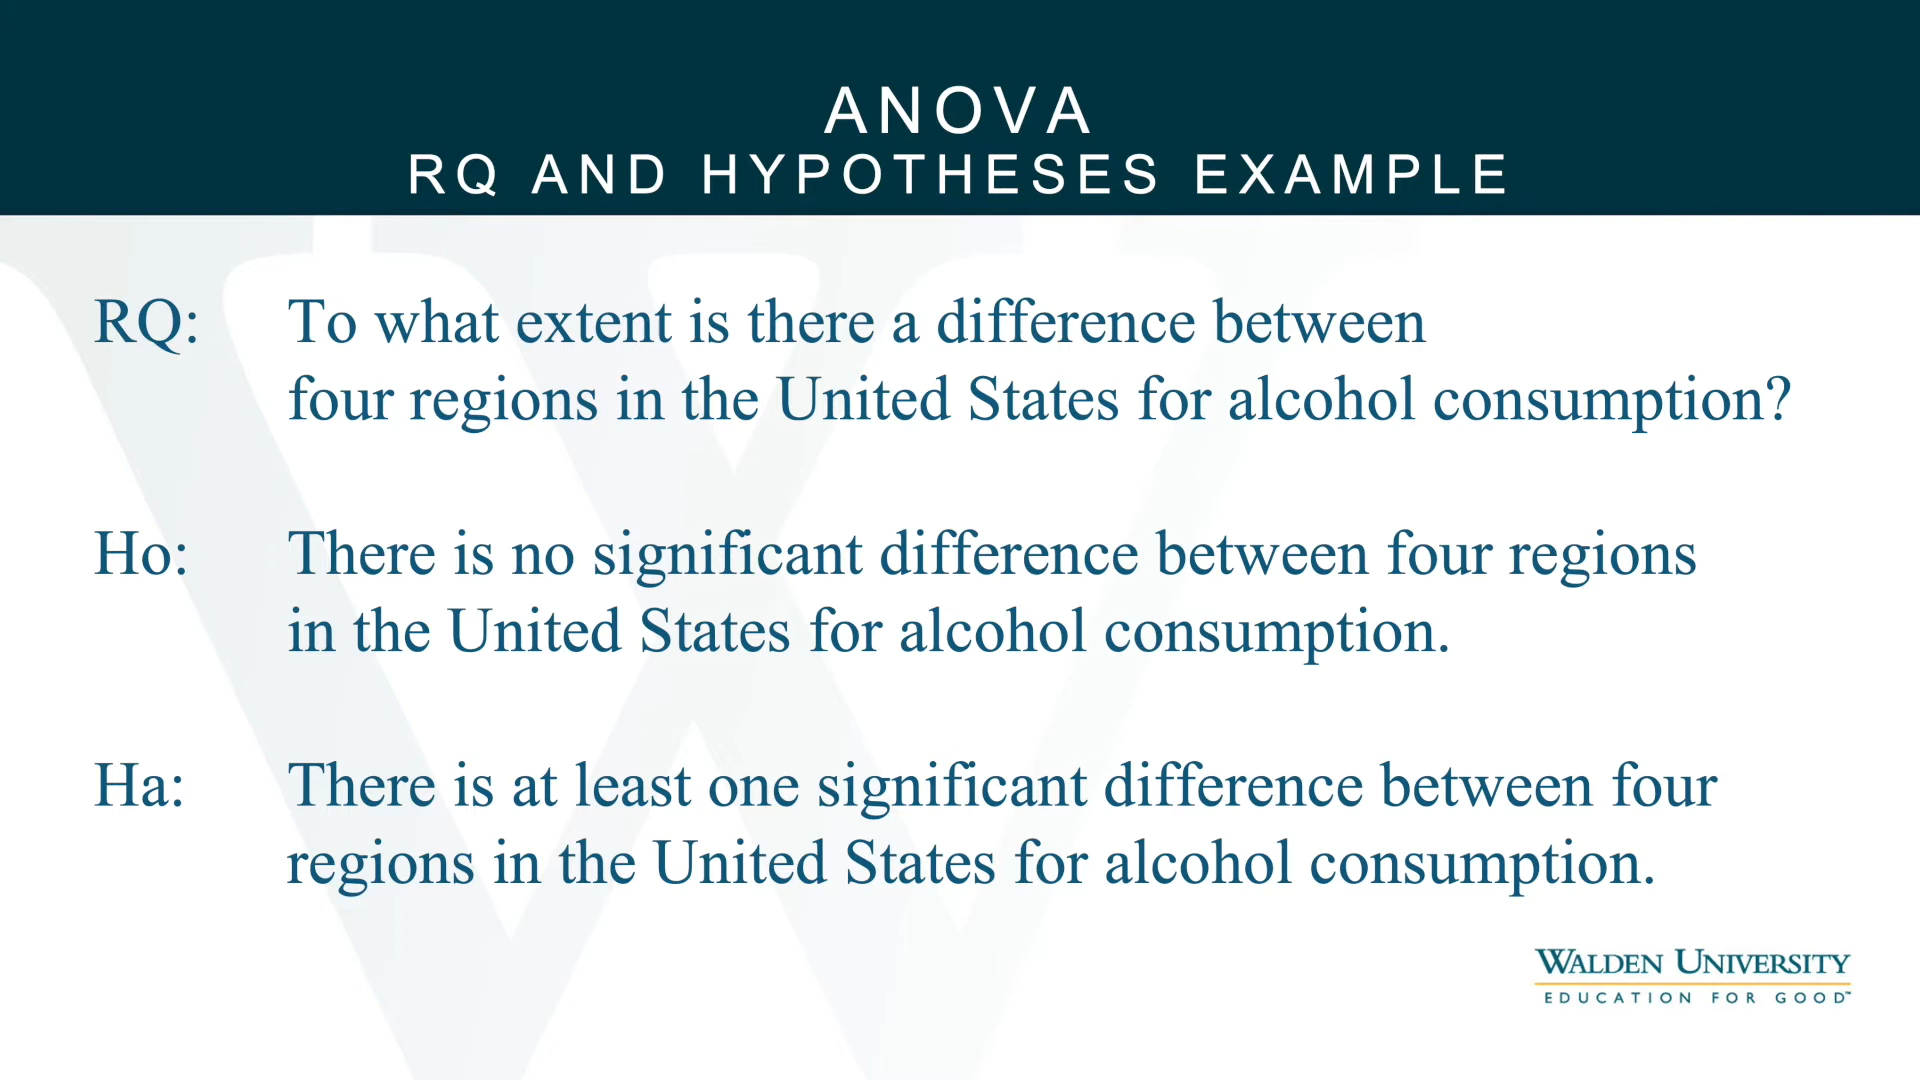 ANOVA
RQ AND HYPOTHESES EXAMPLE
RQ: To what extent is there a difference between
four regions in the United States for alcohol consumption?
Ho: There is no significant difference between four regions
in the United States for alcohol consumption.
Ha: There is at least one significant difference between four
regions in the United States for alcohol consumption.
WALDEN UNIVERSITY
EDUCATION FOR GOOD™